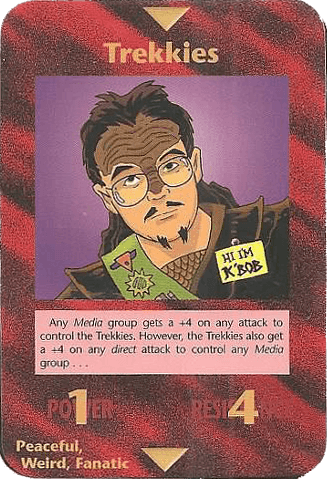 Trekkies
HI I'M
K'BOB
Any Media group gets a +4 on any attack to
control the Trekkies. However, the Trekkies also get
a +4 on any direct attack to control any Media
group . . .
POWER 1 RESISTANCE 4
Peaceful,
Weird, Fanatic